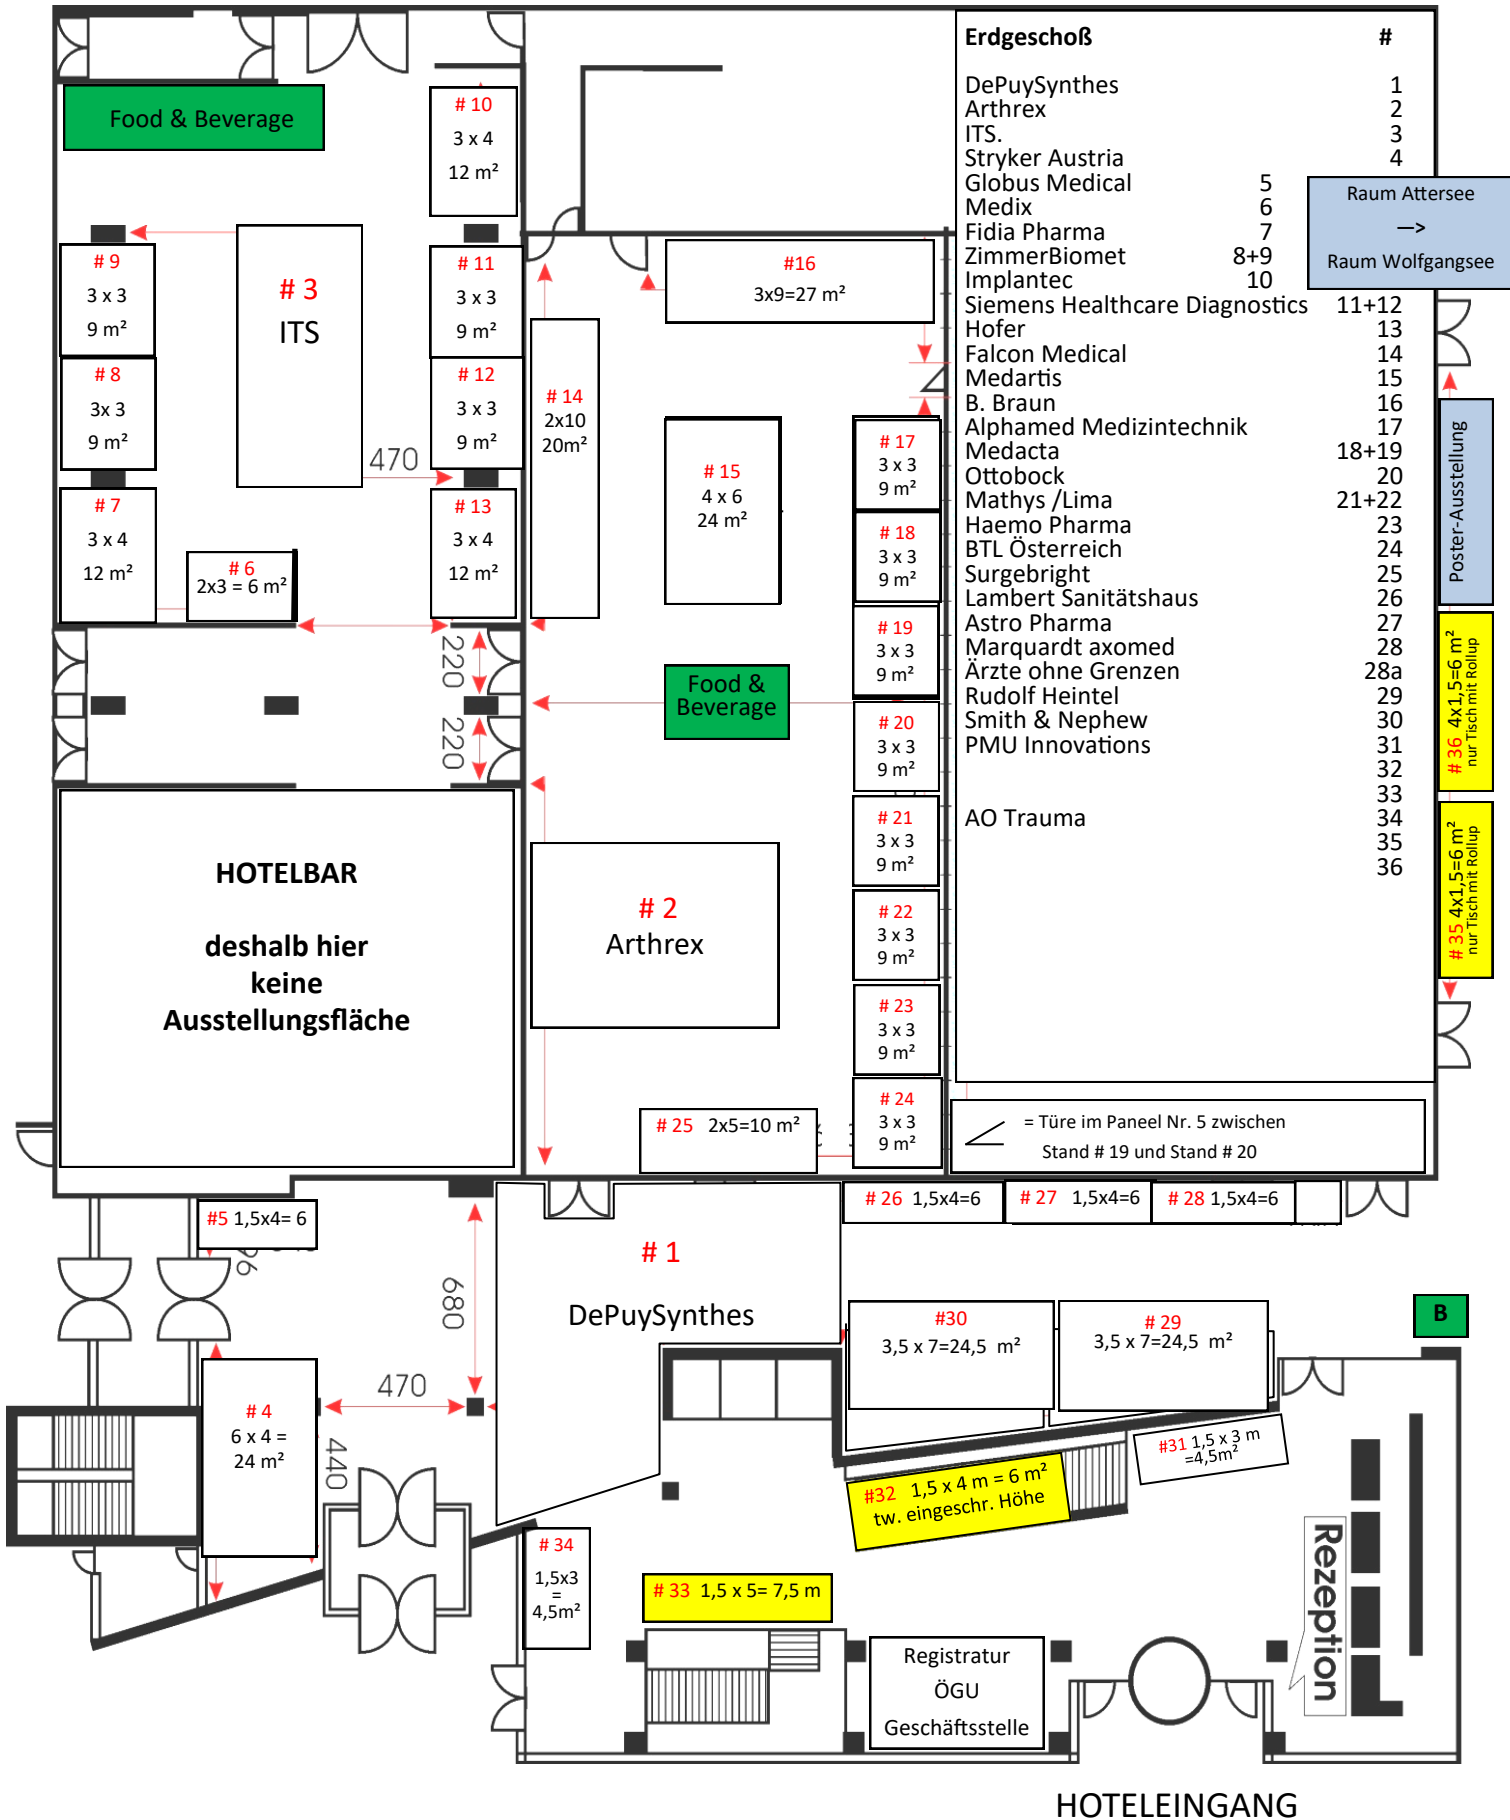 Erdgeschoß #
DePuySynthes 1
Arthrex 2
ITS. 3
Stryker Austria 4
Globus Medical 5
Medix 6
Fidia Pharma 7
ZimmerBiomet 8+9
Implantec 10
Siemens Healthcare Diagnostics 11+12
Hofer 13
Falcon Medical 14
Medartis 15
B. Braun 16
Alphamed Medizintechnik 17
Medacta 18+19
Ottobock 20
Mathys /Lima 21+22
Haemo Pharma 23
BTL Österreich 24
Surgebright 25
Lambert Sanitätshaus 26
Astro Pharma 27
Marquardt axomed 28
Ärzte ohne Grenzen 28a
Rudolf Heintel 29
Smith & Nephew 30
PMU Innovations 31
32
33
AO Trauma 34
35
36
Raum Attersee
—>
Raum Wolfgangsee
Poster-Ausstellung
# 36 4x1,5=6 m²
nur Tisch mit Rollup
# 35 4x1,5=6 m²
nur Tisch mit Rollup
Food & Beverage
# 10
3 x 4
12 m²
# 9
3 x 3
9 m²
# 3
ITS
# 11
3 x 3
9 m²
# 8
3x 3
9 m²
# 12
3 x 3
9 m²
470
# 7
3 x 4
12 m²
# 6
2x3 = 6 m²
# 13
3 x 4
12 m²
220
220
#16
3x9=27 m²
# 14
2x10
20m²
# 15
4 x 6
24 m²
# 17
3 x 3
9 m²
# 18
3 x 3
9 m²
# 19
3 x 3
9 m²
Food &
Beverage
# 20
3 x 3
9 m²
# 21
3 x 3
9 m²
# 22
3 x 3
9 m²
# 23
3 x 3
9 m²
# 24
3 x 3
9 m²
# 2
Arthrex
# 25 2x5=10 m²
HOTELBAR
deshalb hier
keine
Ausstellungsfläche
= Türe im Paneel Nr. 5 zwischen
Stand # 19 und Stand # 20
#5 1,5x4= 6
680
# 1
DePuySynthes
# 26 1,5x4=6
# 27 1,5x4=6
# 28 1,5x4=6
#30
3,5 x 7=24,5 m²
# 29
3,5 x 7=24,5 m²
B
# 4
6 x 4 =
24 m²
470
440
#31 1,5 x 3 m
=4,5m²
#32 1,5 x 4 m = 6 m²
tw. eingeschr. Höhe
# 34
1,5x3
=
4,5m²
# 33 1,5 x 5= 7,5 m
Rezeption
Registratur
ÖGU
Geschäftsstelle
HOTELEINGANG